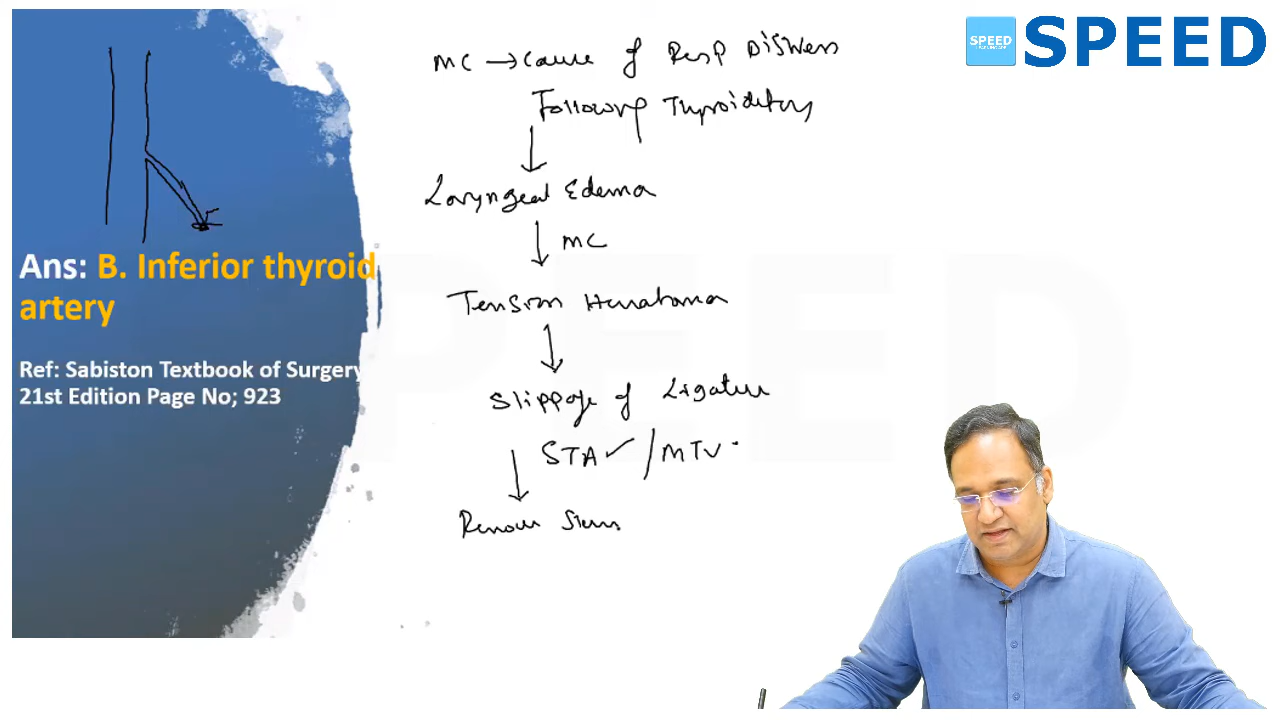 SPEED
SPEED
MC → Cause of Resp Distress
Following Thyroidectomy
Laryngeal Edema
MC
Tension Hematoma
Slippage of Ligature
STA ✓ / MTV
Remove
Ans: B. Inferior thyroid
artery
Ref: Sabiston Textbook of Surgery
21st Edition Page No; 923